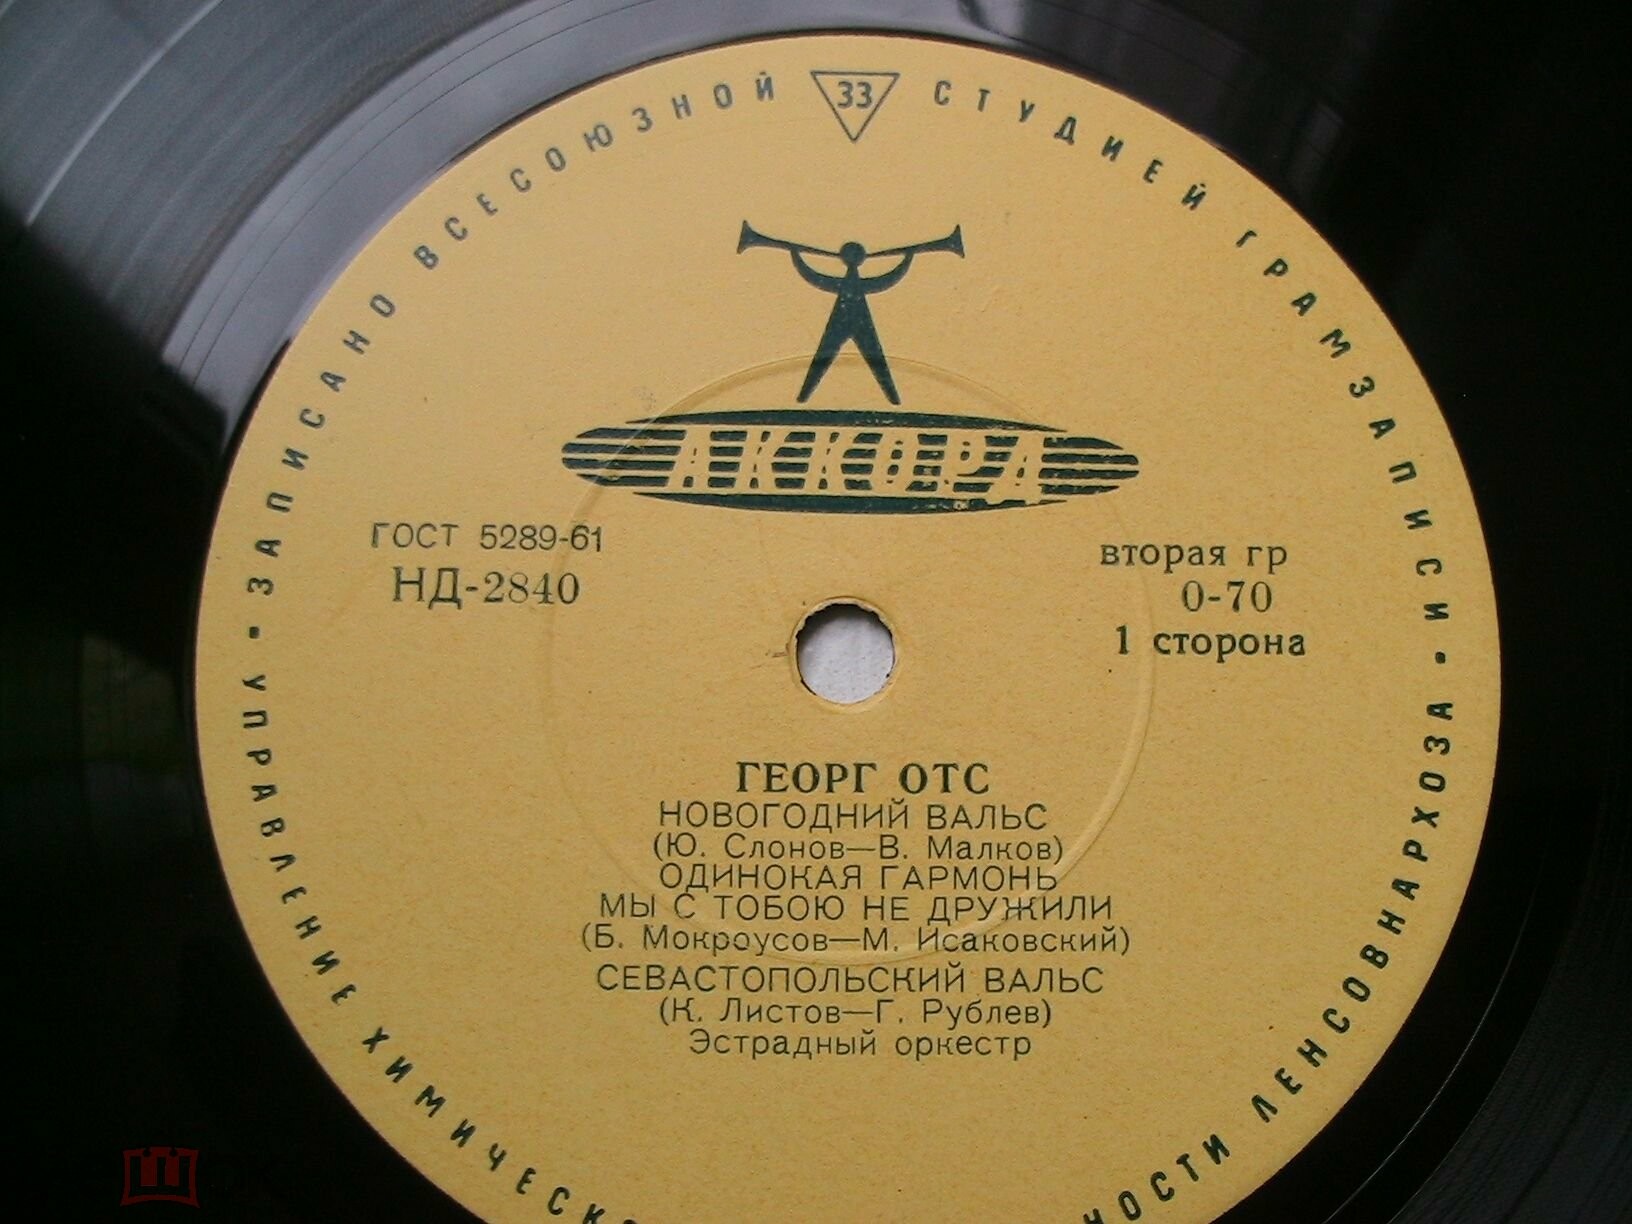 ЗАПИСАНО ВСЕСОЮЗНОЙ 33 СТУДИЕЙ ГРАМЗАПИСИ
АККОРД
ГОСТ 5289-61
НД-2840
вторая гр
0-70
1 сторона
ГЕОРГ ОТС
НОВОГОДНИЙ ВАЛЬС
(Ю. Слонов—В. Малков)
ОДИНОКАЯ ГАРМОНЬ
МЫ С ТОБОЮ НЕ ДРУЖИЛИ
(Б. Мокроусов—М. Исаковский)
СЕВАСТОПОЛЬСКИЙ ВАЛЬС
(К. Листов—Г. Рублев)
Эстрадный оркестр
УПРАВЛЕНИЕ ЛЕНСОВНАРХОЗА